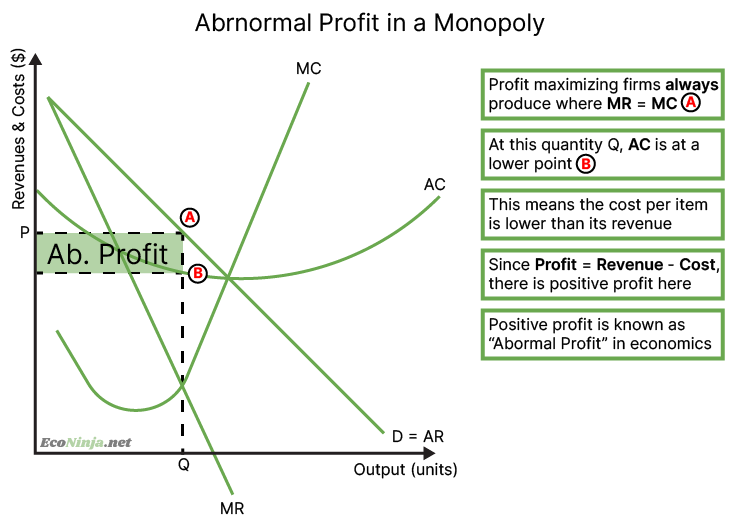 Abrnormal Profit in a Monopoly
Revenues & Costs ($)
MC
AC
A
P
Ab. Profit
B
D = AR
EcoNinja.net
Q
Output (units)
MR
Profit maximizing firms always
produce where MR = MC A
At this quantity Q, AC is at a
lower point B
This means the cost per item
is lower than its revenue
Since Profit = Revenue - Cost,
there is positive profit here
Positive profit is known as
“Abormal Profit” in economics